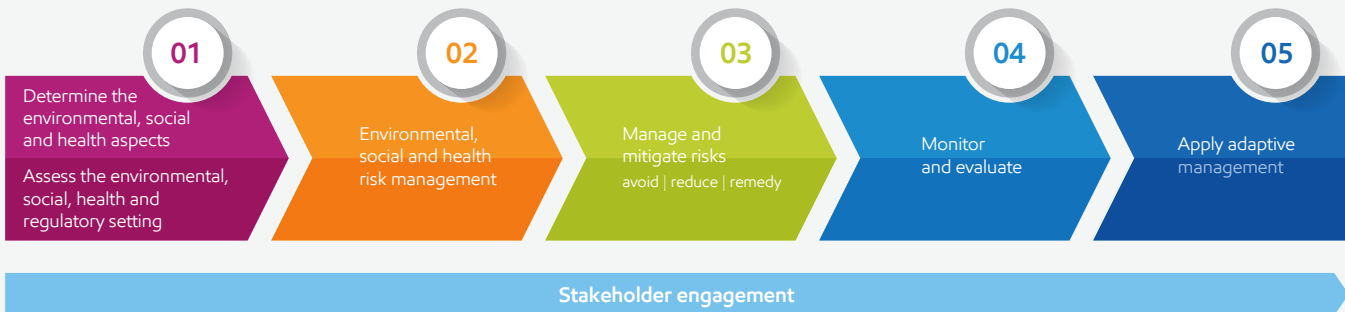 01
Determine the
environmental, social
and health aspects
Assess the environmental,
social, health and
regulatory setting
02
Environmental,
social and health
risk management
03
Manage and
mitigate risks
avoid | reduce | remedy
04
Monitor
and evaluate
05
Apply adaptive
management
Stakeholder engagement